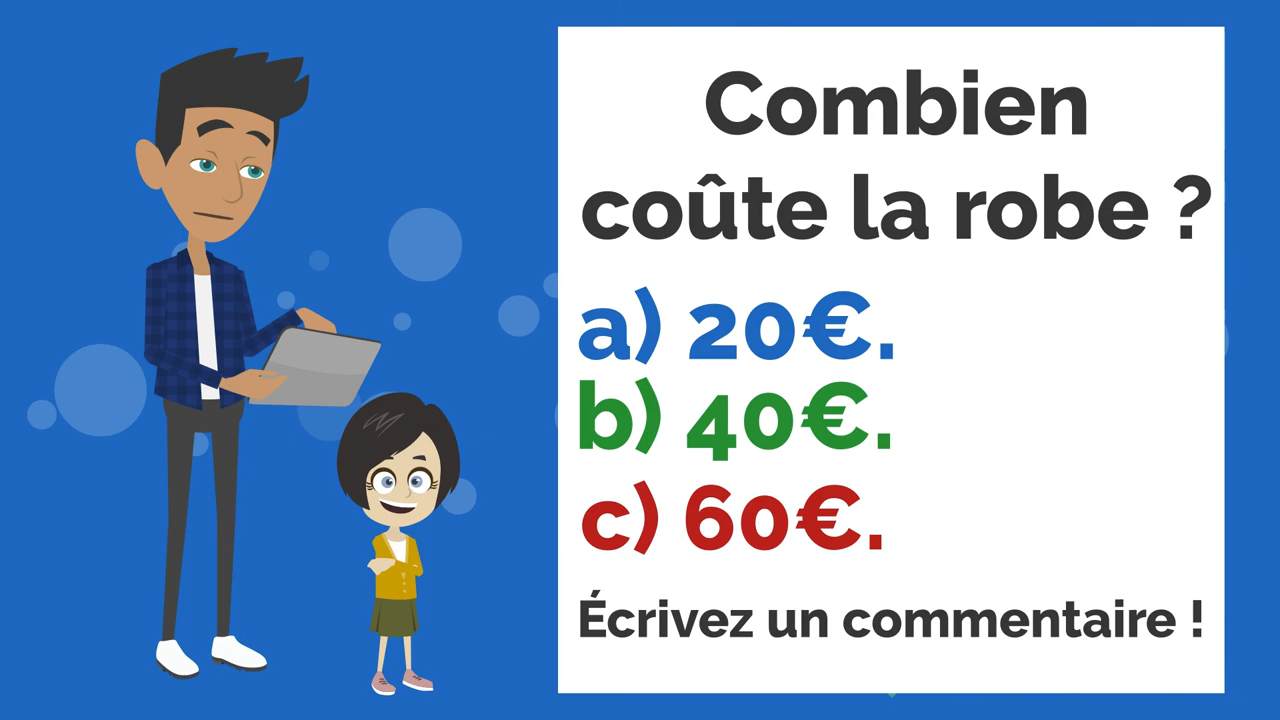 Combien
coûte la robe ?
a) 20€.
b) 40€.
c) 60€.
Écrivez un commentaire !